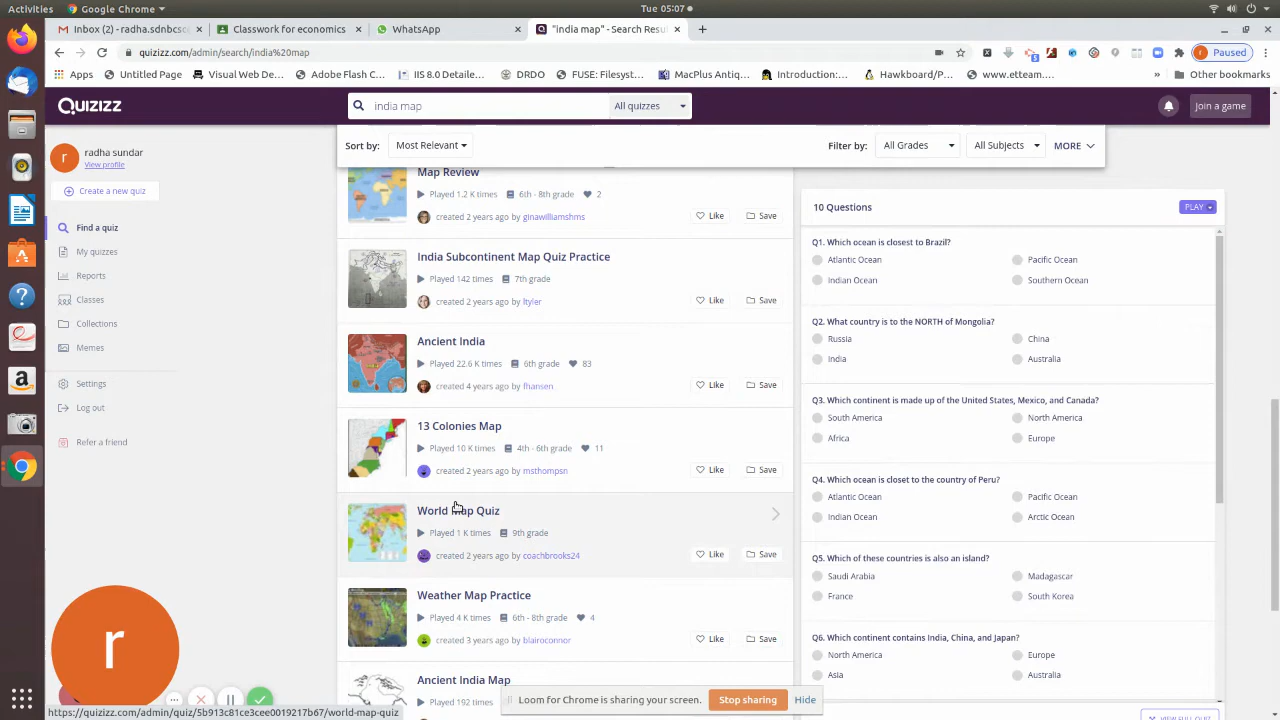 Activities
Google Chrome
Tue 05:07
Inbox (2) - radha.sdnbcsc
Classwork for economics
WhatsApp
"india map" - Search Resu
quizizz.com/admin/search/india%20map
Paused
Apps
Untitled Page
Visual Web De...
Adobe Flash C...
IIS 8.0 Detaile...
DRDO
FUSE: Filesyst...
MacPlus Antiq...
Introduction:...
Hawkboard/P...
www.etteam...
»
Other bookmarks
Quizizz
india map
All quizzes
Join a game
r
radha sundar
View profile
Create a new quiz
Find a quiz
My quizzes
Reports
Classes
Collections
Memes
Settings
Log out
Refer a friend
Sort by:
Most Relevant
Filter by:
All Grades
All Subjects
MORE
Map Review
Played 1.2 K times
6th - 8th grade
2
created 2 years ago by ginawilliamshms
Like
Save
India Subcontinent Map Quiz Practice
Played 142 times
7th grade
created 2 years ago by ltyler
Like
Save
Ancient India
Played 22.6 K times
6th grade
83
created 4 years ago by fhansen
Like
Save
13 Colonies Map
Played 10 K times
4th - 6th grade
11
created 2 years ago by msthompsn
Like
Save
World Map Quiz
Played 1 K times
9th grade
created 2 years ago by coachbrooks24
Like
Save
Weather Map Practice
Played 4 K times
6th - 8th grade
4
created 3 years ago by blairoconnor
Like
Save
Ancient India Map
Played 192 times
10 Questions
PLAY
Q1. Which ocean is closest to Brazil?
Atlantic Ocean
Pacific Ocean
Indian Ocean
Southern Ocean
Q2. What country is to the NORTH of Mongolia?
Russia
China
India
Australia
Q3. Which continent is made up of the United States, Mexico, and Canada?
South America
North America
Africa
Europe
Q4. Which ocean is closet to the country of Peru?
Atlantic Ocean
Pacific Ocean
Indian Ocean
Arctic Ocean
Q5. Which of these countries is also an island?
Saudi Arabia
Madagascar
France
South Korea
Q6. Which continent contains India, China, and Japan?
North America
Europe
Asia
Australia
VIEW FULL QUIZ
r
Loom for Chrome is sharing your screen.
Stop sharing
Hide
https://quizizz.com/admin/quiz/5b913c81ce3cee0019217b67/world-map-quiz